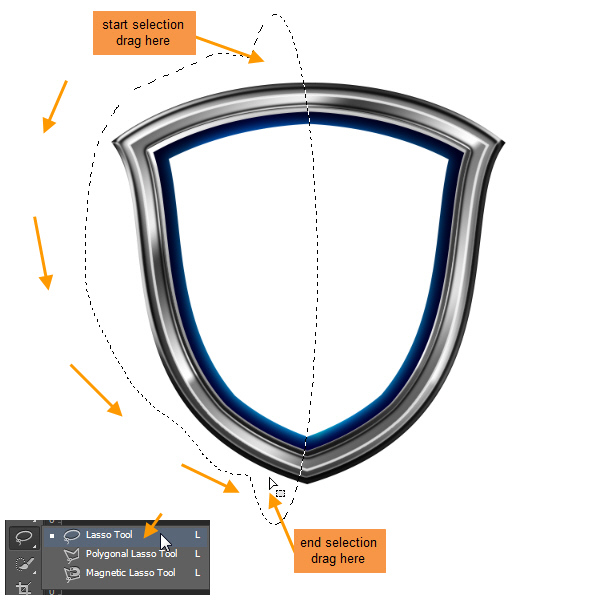 start selection
drag here
end selection
drag here
Lasso Tool L
Polygonal Lasso Tool L
Magnetic Lasso Tool L